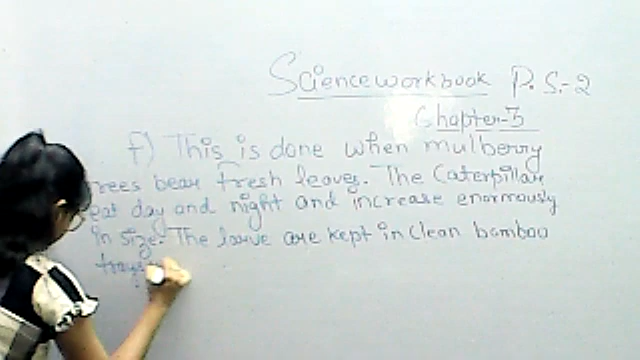 Science workbook P.S.-2
Chapter-3
f) This is done when mulberry
trees bear fresh leaves. The Caterpillar
eat day and night and increase enormously
in size. The larve are kept in clean bamboo
trays